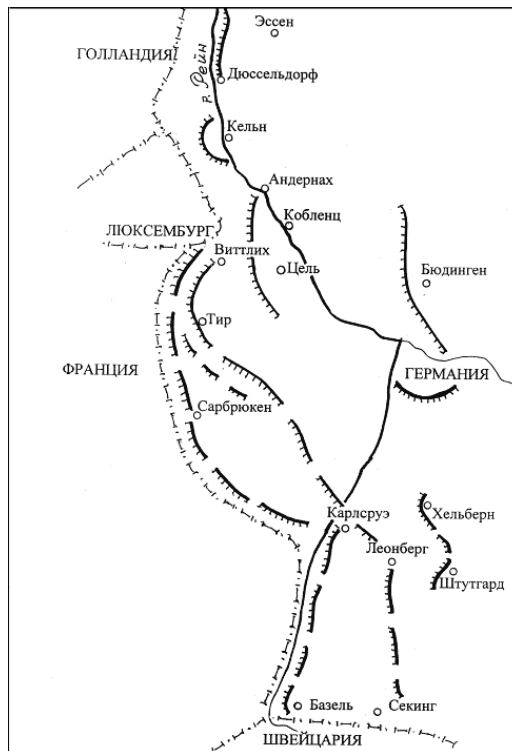 Эссен
ГОЛЛАНДИЯ
р. Рейн
Дюссельдорф
Кельн
Андернах
Кобленц
ЛЮКСЕМБУРГ
Виттлих
Цель
Бюдинген
Тир
ФРАНЦИЯ
ГЕРМАНИЯ
Сарбрюкен
Карлсруэ
Хельберн
Леонберг
Штутгард
Базель
Секинг
ШВЕЙЦАРИЯ